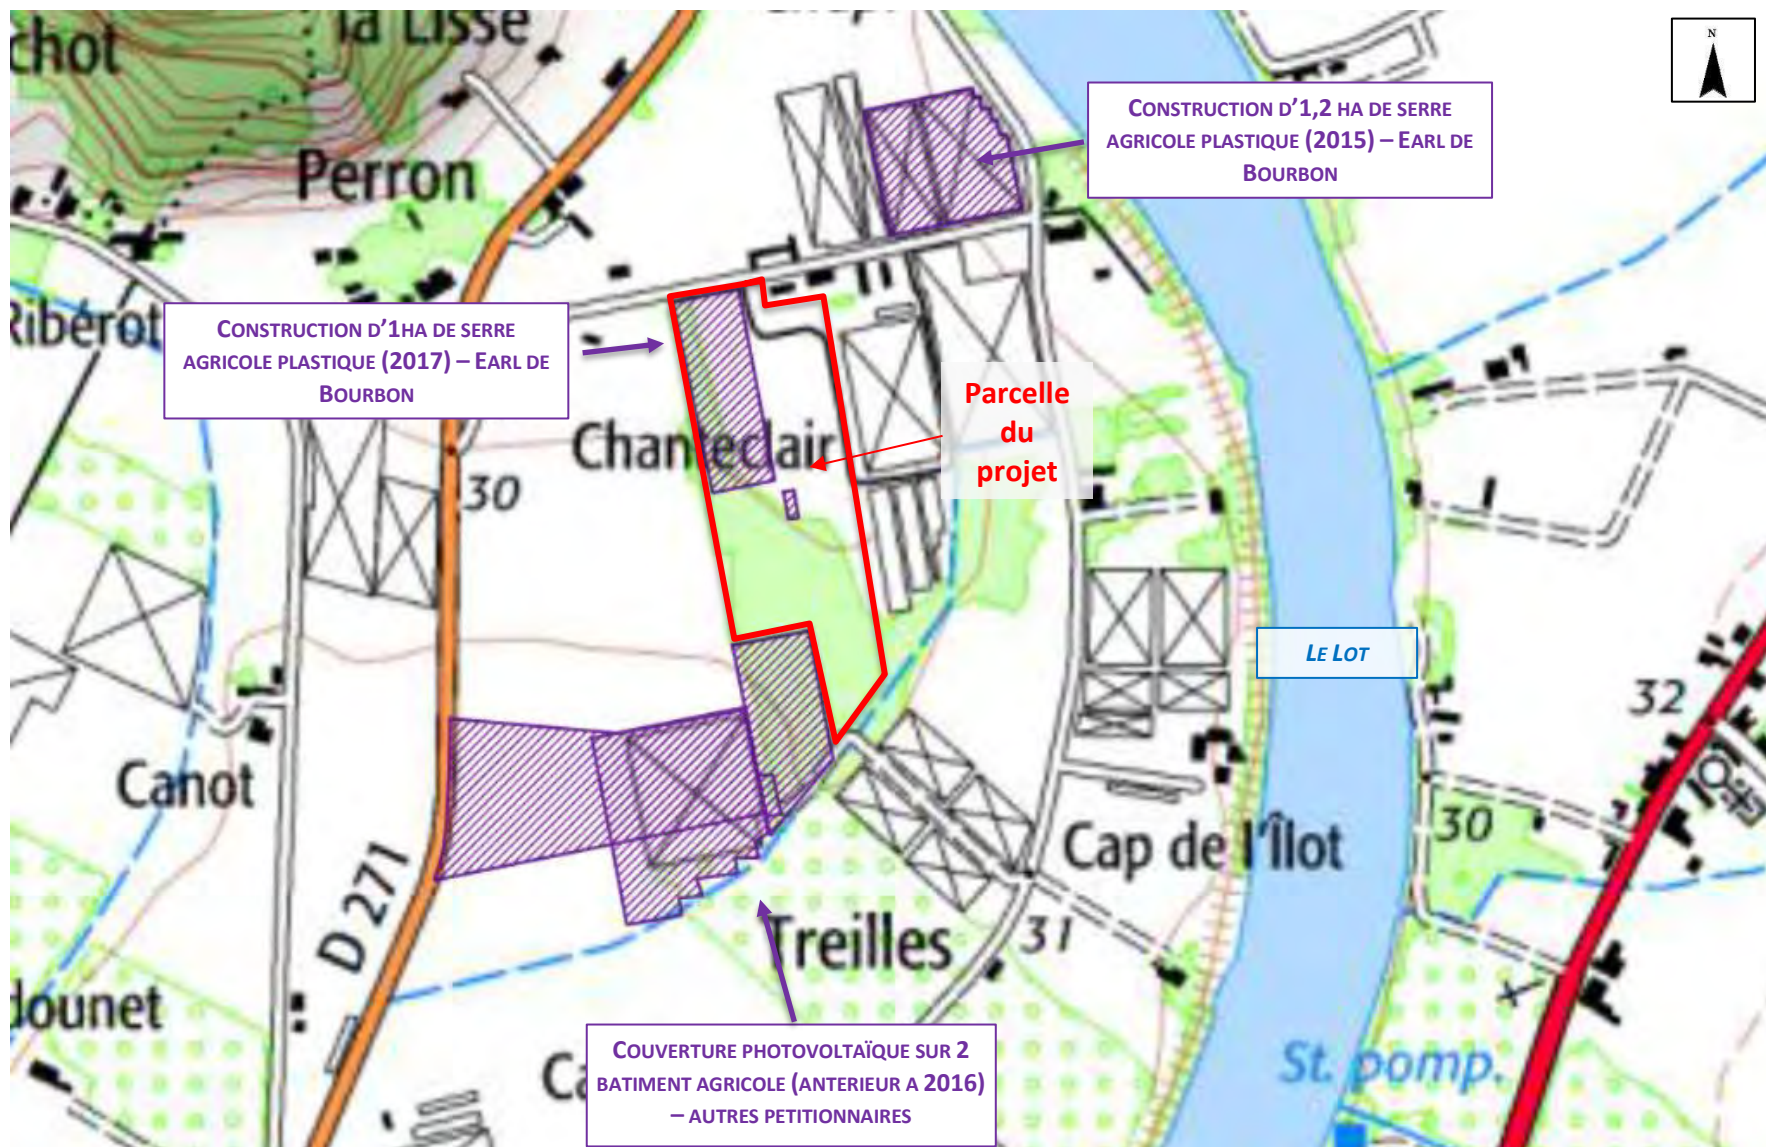 chot
la Lisse
N
CONSTRUCTION D'1,2 HA DE SERRE
AGRICOLE PLASTIQUE (2015) – EARL DE
BOURBON
Perron
Ribérot
CONSTRUCTION D'1HA DE SERRE
AGRICOLE PLASTIQUE (2017) – EARL DE
BOURBON
Parcelle
du
projet
Chanteclair
30
LE LOT
32
Canot
30
Cap de l'Îlot
D 271
Treilles
31
dounet
COUVERTURE PHOTOVOLTAÏQUE SUR 2
BATIMENT AGRICOLE (ANTERIEUR A 2016)
– AUTRES PETITIONNAIRES
Ca
St. pomp.